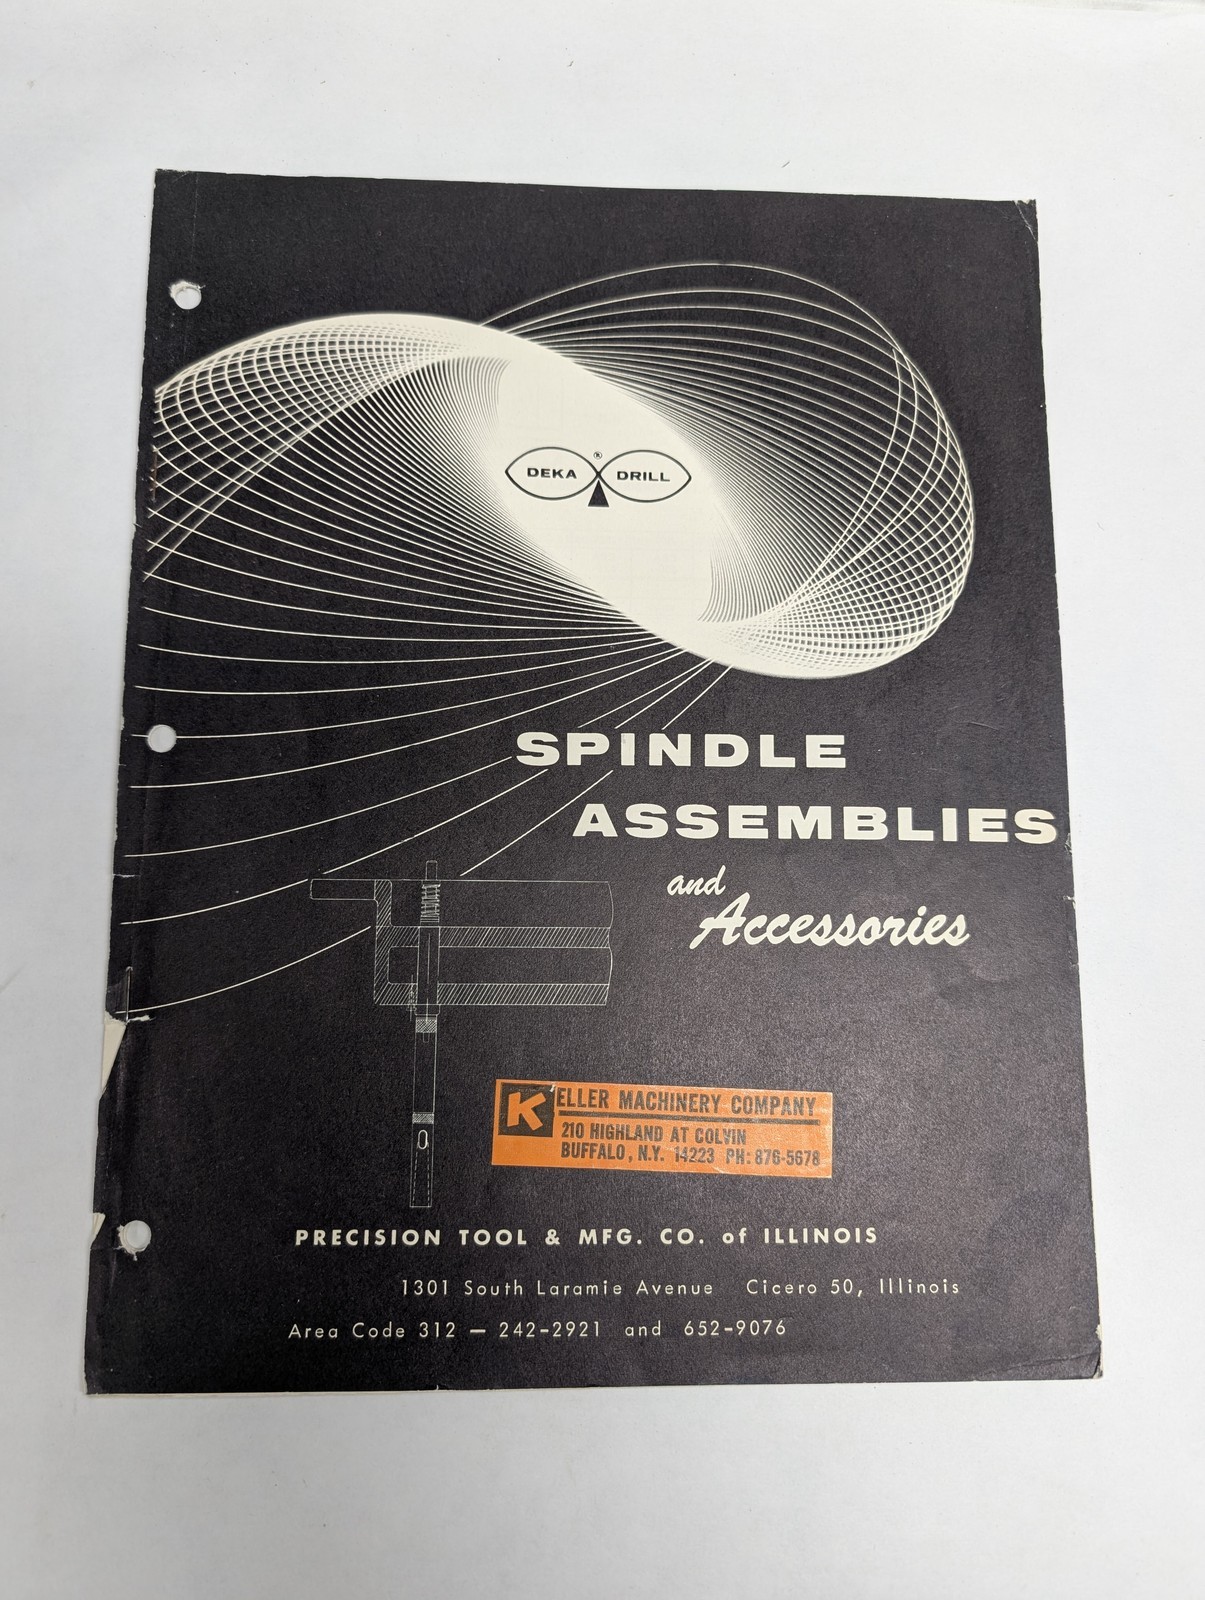 DEKA DRILL ®
SPINDLE
ASSEMBLIES
and
Accessories
KELLER MACHINERY COMPANY
210 HIGHLAND AT COLVIN
BUFFALO, N.Y. 14223 PH: 876-5678
PRECISION TOOL & MFG. CO. of ILLINOIS
1301 South Laramie Avenue Cicero 50, Illinois
Area Code 312 — 242-2921 and 652-9076